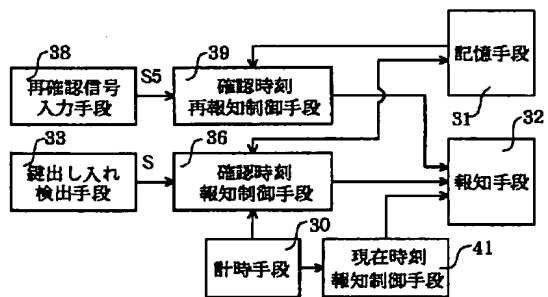 38
再確認信号
入力手段
S5
39
確認時刻
再報知制御手段
記憶手段
31
33
鍵出し入れ
検出手段
S
36
確認時刻
報知制御手段
32
報知手段
30
計時手段
現在時刻
報知制御手段
41